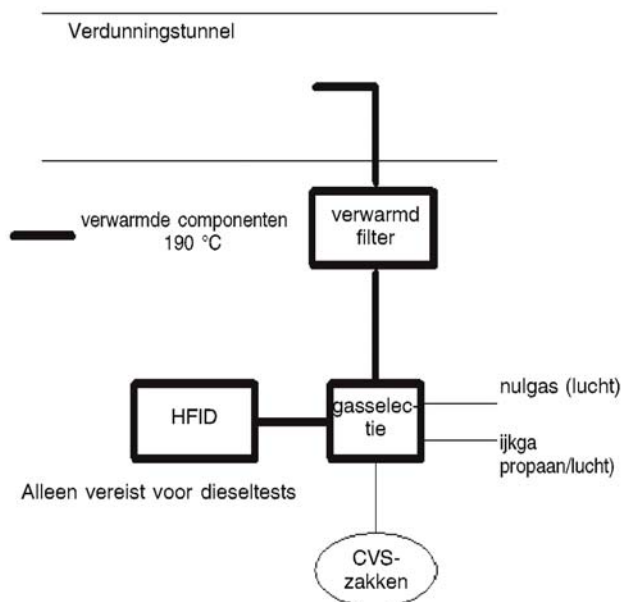 Verdunningstunnel
verwarmde componenten
190 °C
verwarmd
filter
HFID
gasselec-
tie
nulgas (lucht)
ijkga
propaan/lucht)
Alleen vereist voor dieseltests
CVS-
zakken